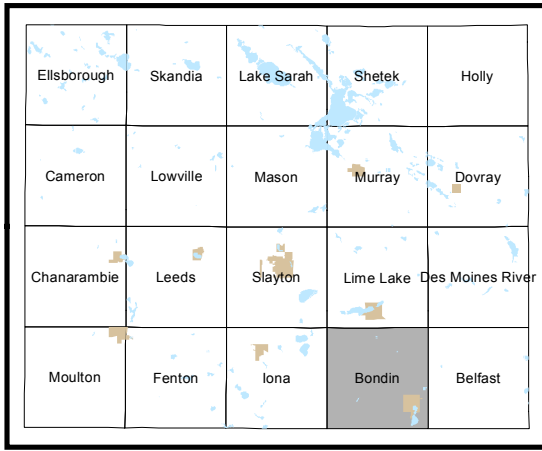 Ellsborough Skandia Lake Sarah Shetek Holly
Cameron Lowville Mason Murray Dovray
Chanarambie Leeds Slayton Lime Lake Des Moines River
Moulton Fenton Iona Bondin Belfast